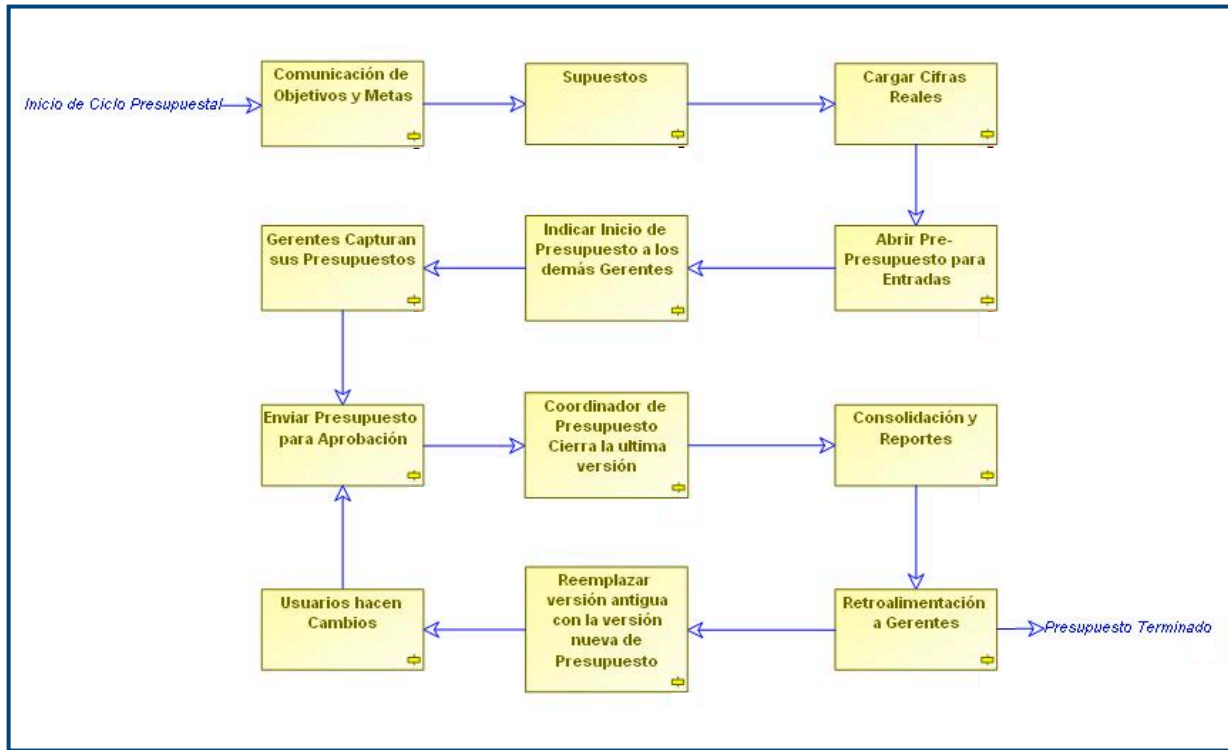 Inicio de Ciclo Presupuestal
Comunicación de
Objetivos y Metas
Supuestos
Cargar Cifras
Reales
Gerentes Capturan
sus Presupuestos
Indicar Inicio de
Presupuesto a los
demás Gerentes
Abrir Pre-
Presupuesto para
Entradas
Enviar Presupuesto
para Aprobación
Coordinador de
Presupuesto
Cierra la ultima
versión
Consolidación y
Reportes
Usuarios hacen
Cambios
Reemplazar
versión antigua
con la versión
nueva de
Presupuesto
Retroalimentación
a Gerentes
Presupuesto Terminado